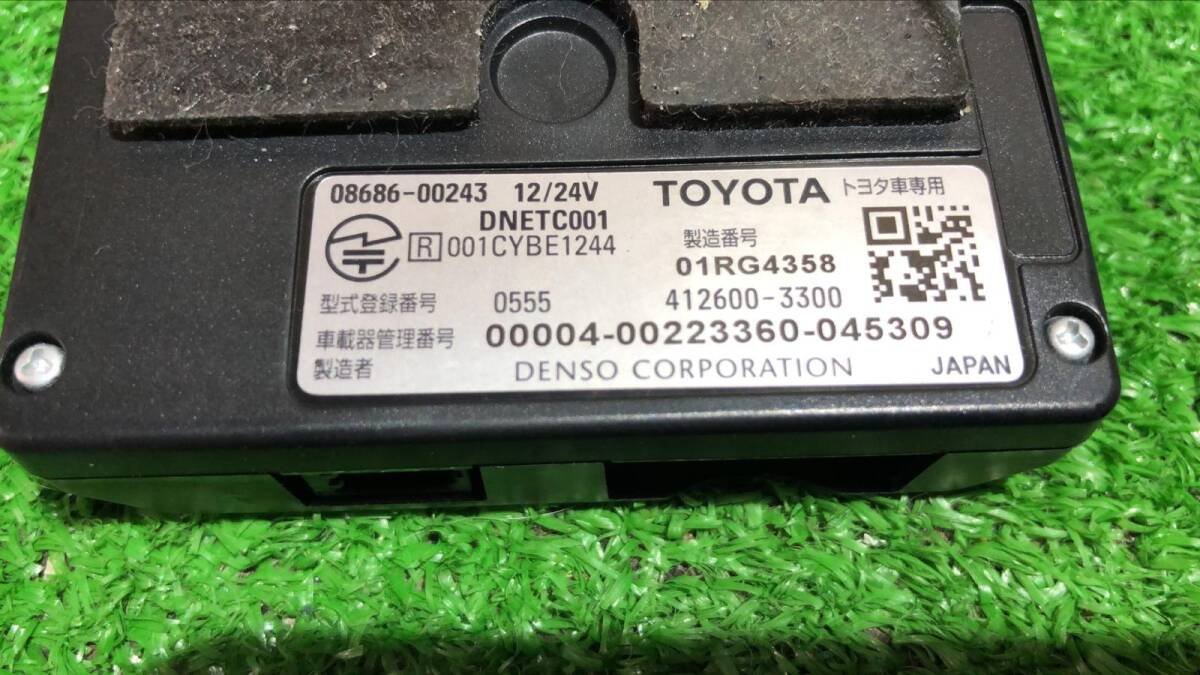 08686-00243 12/24V TOYOTA トヨタ車専用
DNETC001
R 001CYBE1244 製造番号
01RG4358
型式登録番号 0555 412600-3300
車載器管理番号 00004-00223360-045309
製造者 DENSO CORPORATION JAPAN